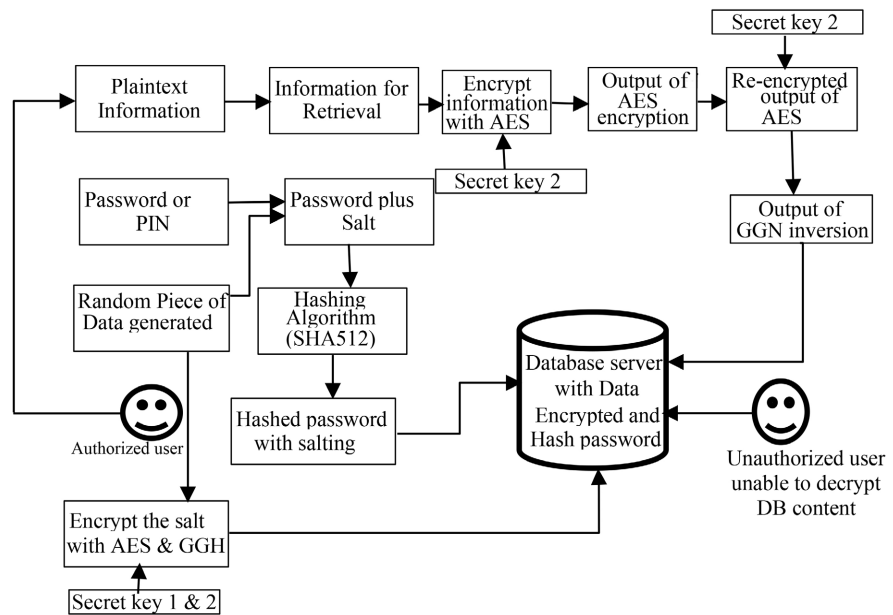 Secret key 2
Plaintext
Information
Information for
Retrieval
Encrypt
information
with AES
Output of
AES
encryption
Re-encrypted
output of
AES
Secret key 2
Password or
PIN
Password plus
Salt
Output of
GGN inversion
Random Piece of
Data generated
Hashing
Algorithm
(SHA512)
Database server
with Data
Encrypted and
Hash password
Hashed password
with salting
Authorized user
Unauthorized user
unable to decrypt
DB content
Encrypt the salt
with AES & GGH
Secret key 1 & 2